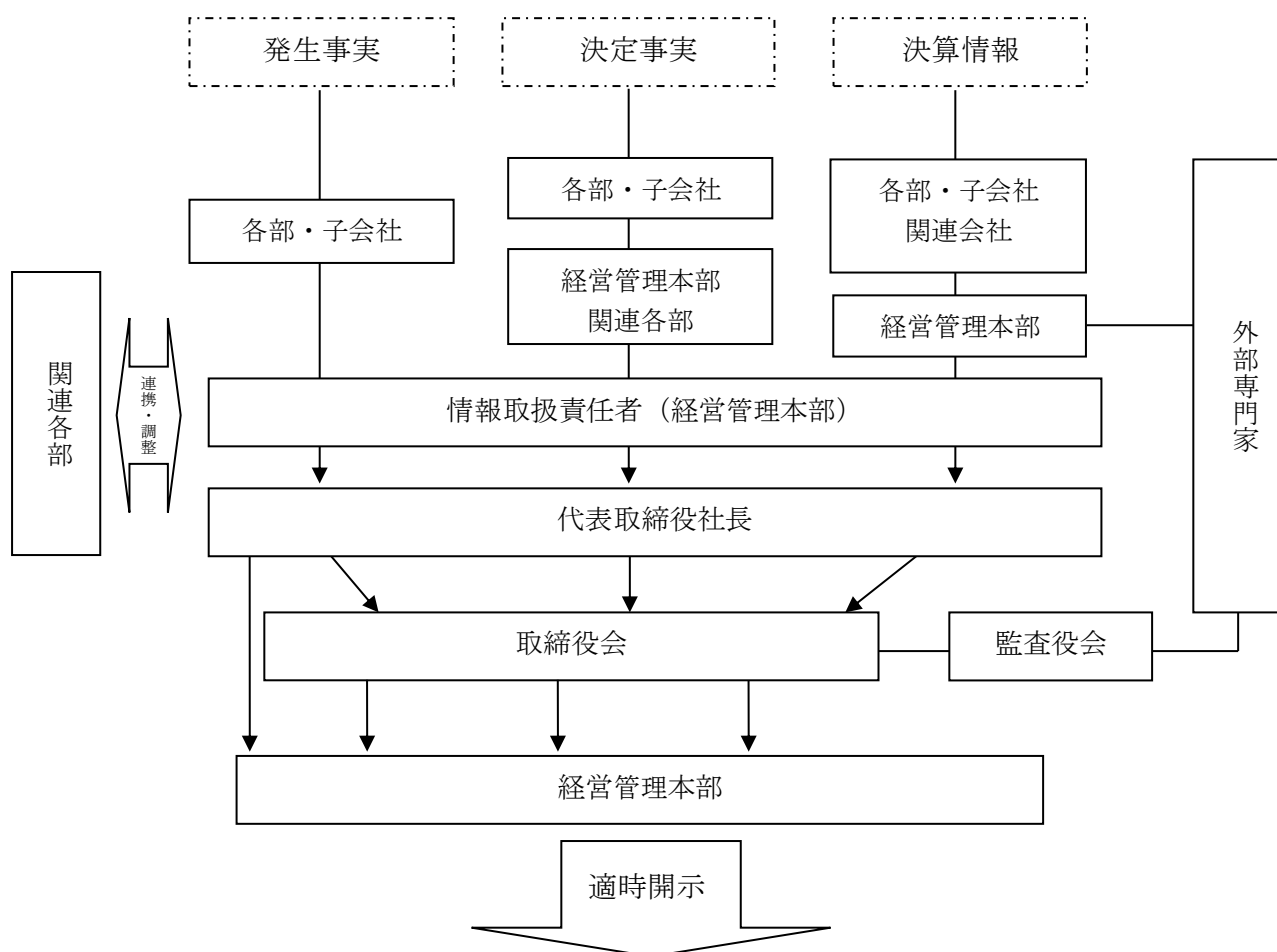 発生事実
決定事実
決算情報
各部・子会社
各部・子会社
各部・子会社
関連会社
経営管理本部
関連各部
経営管理本部
外部専門家
関連各部
連携・調整
情報取扱責任者（経営管理本部）
代表取締役社長
取締役会
監査役会
経営管理本部
適時開示